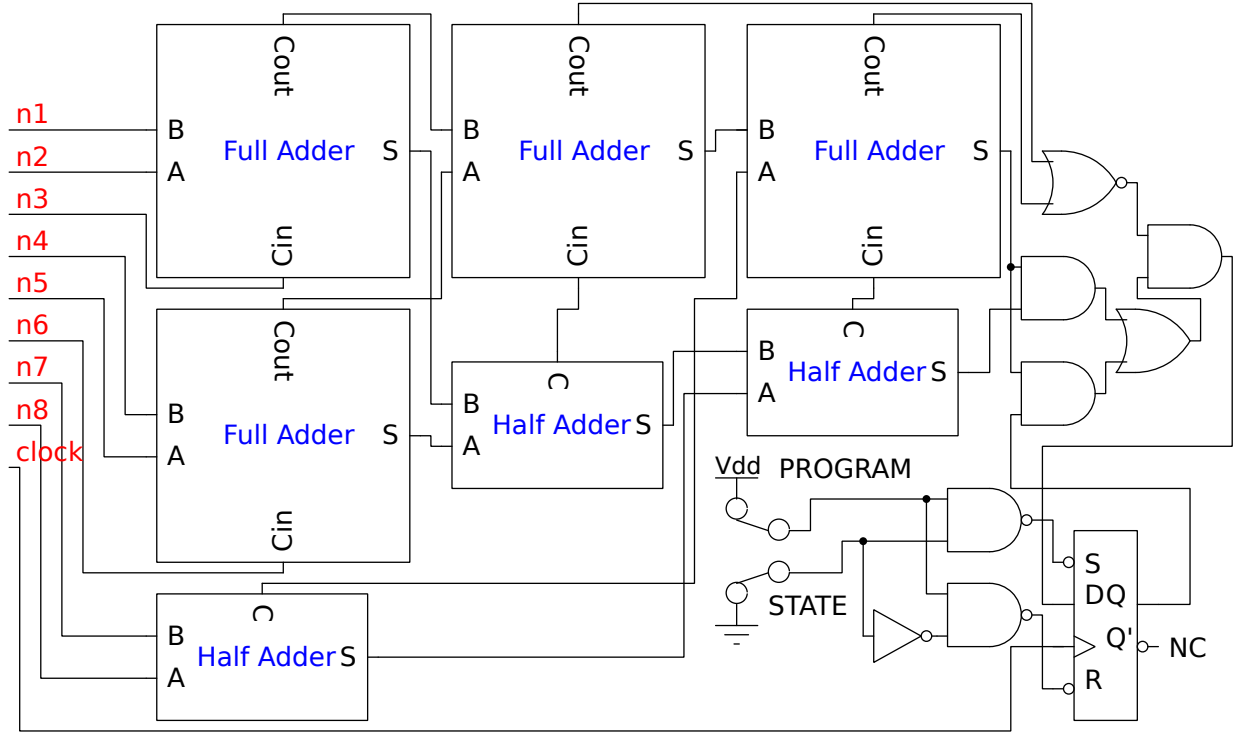 n1
n2
n3
n4
n5
n6
n7
n8
clock
Cout
B
Full Adder
S
A
Cin
Cout
B
Full Adder
S
A
Cin
Cout
B
Full Adder
S
A
Cin
Cout
B
Full Adder
S
A
Cin
C
B
Half Adder
S
A
C
B
Half Adder
S
A
C
B
Half Adder
S
A
Vdd
PROGRAM
STATE
S
DQ
Q'
R
NC